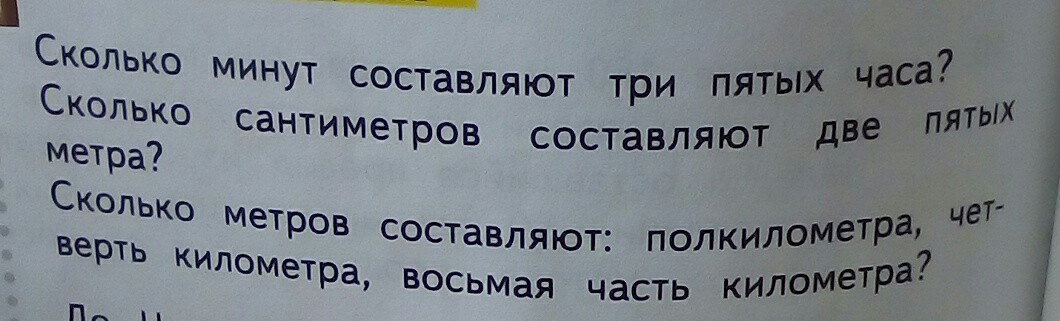 Сколько минут составляют три пятых часа?
Сколько сантиметров составляют две пятых
метра?
Сколько метров составляют: полкилометра, чет-
верть километра, восьмая часть километра?